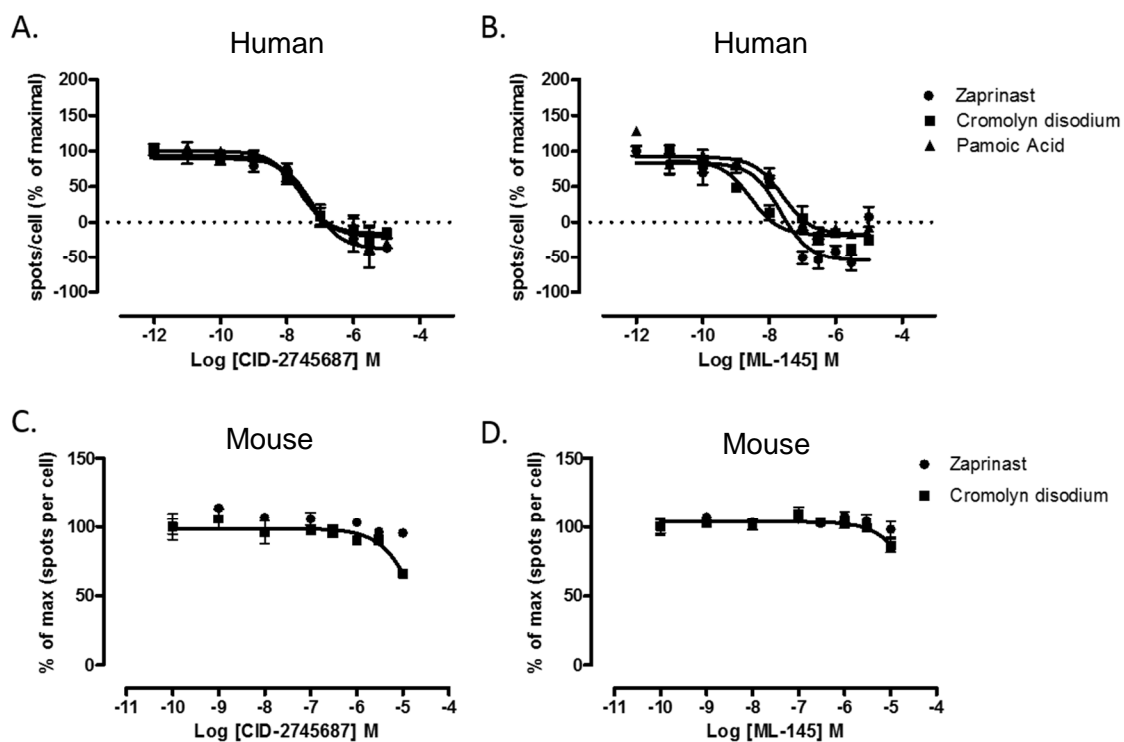 A.
Human
200
150
100
50
0
-50
-100
spots/cell (% of maximal)
-12 -10 -8 -6 -4
Log [CID-2745687] M
B.
Human
200
150
100
50
0
-50
-100
spots/cell (% of maximal)
-12 -10 -8 -6 -4
Log [ML-145] M
Zaprinast
Cromolyn disodium
Pamoic Acid
C.
Mouse
150
100
50
0
% of max (spots per cell)
-11 -10 -9 -8 -7 -6 -5 -4
Log [CID-2745687] M
D.
Mouse
150
100
50
0
% of max (spots per cell)
-11 -10 -9 -8 -7 -6 -5 -4
Log [ML-145] M
Zaprinast
Cromolyn disodium